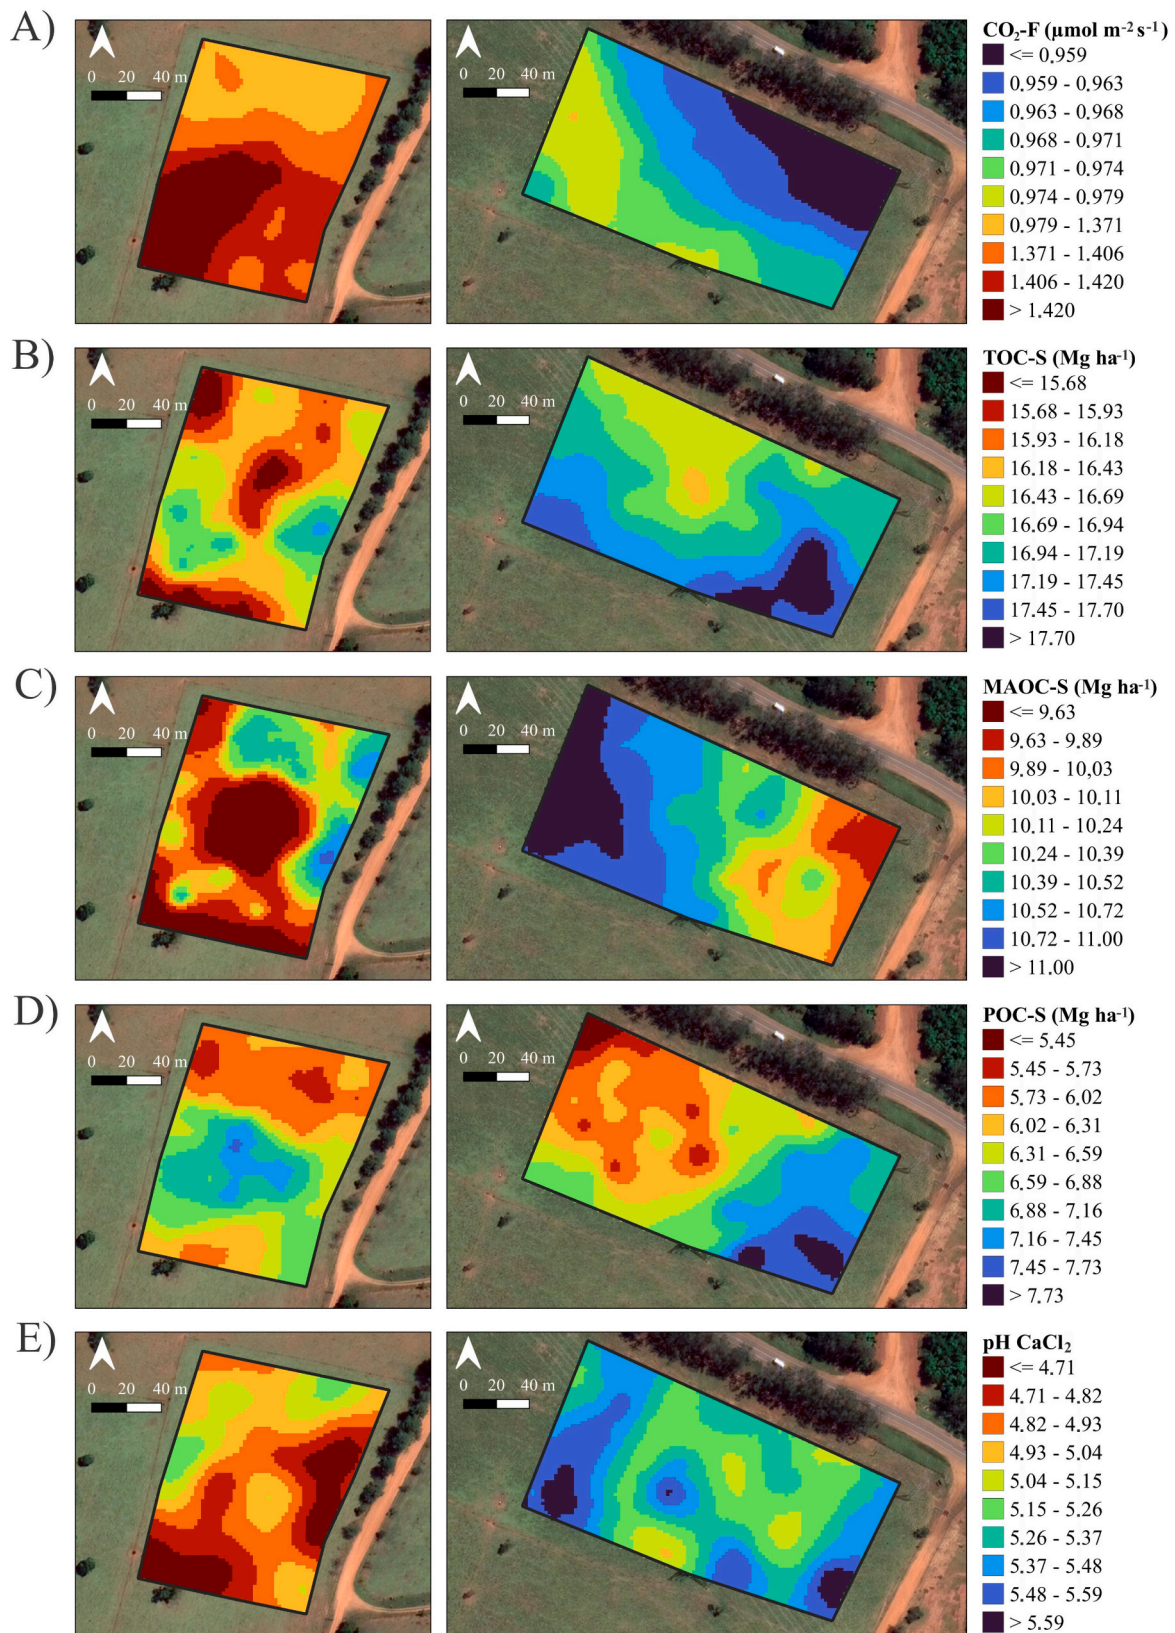 A)
0 20 40 m
0 20 40 m
CO₂-F (µmol m⁻² s⁻¹)
<= 0.959
0.959 - 0.963
0.963 - 0.968
0.968 - 0.971
0.971 - 0.974
0.974 - 0.979
0.979 - 1.371
1.371 - 1.406
1.406 - 1.420
> 1.420
B)
0 20 40 m
0 20 40 m
TOC-S (Mg ha⁻¹)
<= 15.68
15.68 - 15.93
15.93 - 16.18
16.18 - 16.43
16.43 - 16.69
16.69 - 16.94
16.94 - 17.19
17.19 - 17.45
17.45 - 17.70
> 17.70
C)
0 20 40 m
0 20 40 m
MAOC-S (Mg ha⁻¹)
<= 9.63
9.63 - 9.89
9.89 - 10,03
10.03 - 10.11
10.11 - 10.24
10.24 - 10.39
10.39 - 10.52
10.52 - 10.72
10.72 - 11.00
> 11.00
D)
0 20 40 m
0 20 40 m
POC-S (Mg ha⁻¹)
<= 5.45
5.45 - 5.73
5.73 - 6.02
6.02 - 6.31
6.31 - 6.59
6.59 - 6.88
6.88 - 7.16
7.16 - 7.45
7.45 - 7.73
> 7.73
E)
0 20 40 m
0 20 40 m
pH CaCl₂
<= 4.71
4.71 - 4.82
4.82 - 4.93
4.93 - 5.04
5.04 - 5.15
5.15 - 5.26
5.26 - 5.37
5.37 - 5.48
5.48 - 5.59
> 5.59